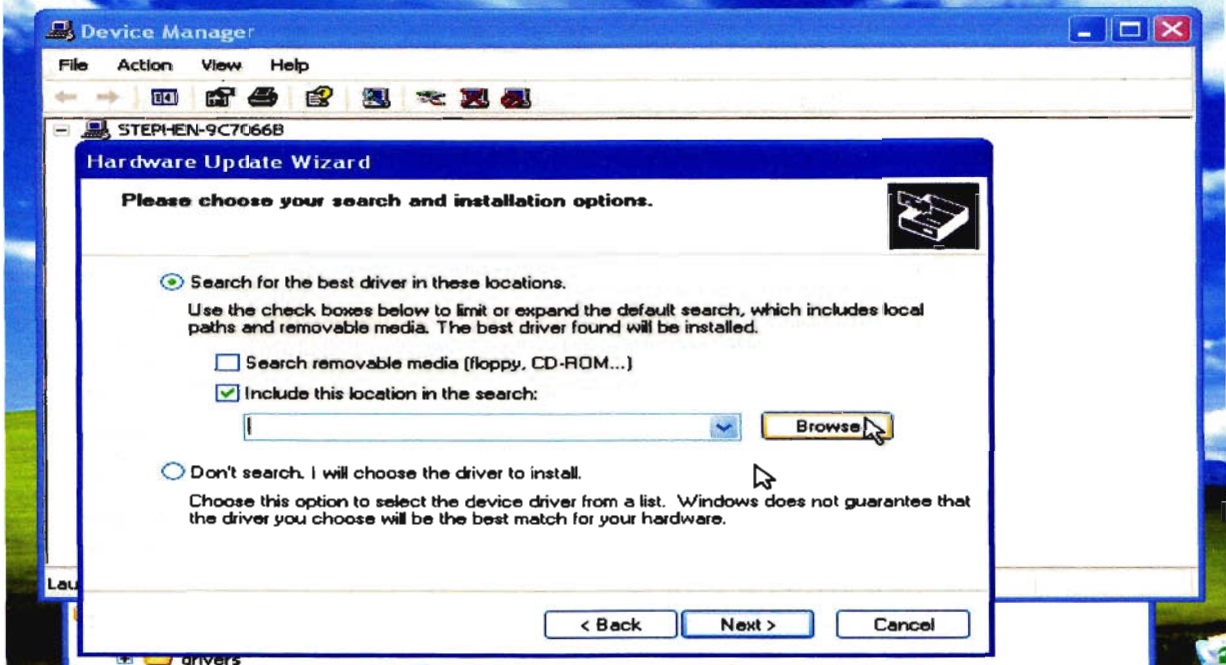 Device Manager
File Action View Help
STEPHEN-9C7066B
Hardware Update Wizard
Please choose your search and installation options.
Search for the best driver in these locations.
Use the check boxes below to limit or expand the default search, which includes local
paths and removable media. The best driver found will be installed.
Search removable media (floppy, CD-ROM...)
Include this location in the search:
Browse
Don't search. I will choose the driver to install.
Choose this option to select the device driver from a list. Windows does not guarantee that
the driver you choose will be the best match for your hardware.
Lau
< Back Next > Cancel
drivers